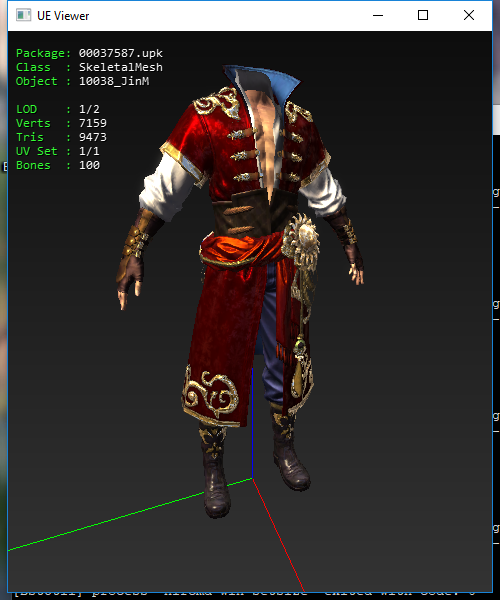 UE Viewer
Package: 00037587.upk
Class : SkeletalMesh
Object : 10038_JinM
LOD : 1/2
Verts : 7159
Tris : 9473
UV Set : 1/1
Bones : 100